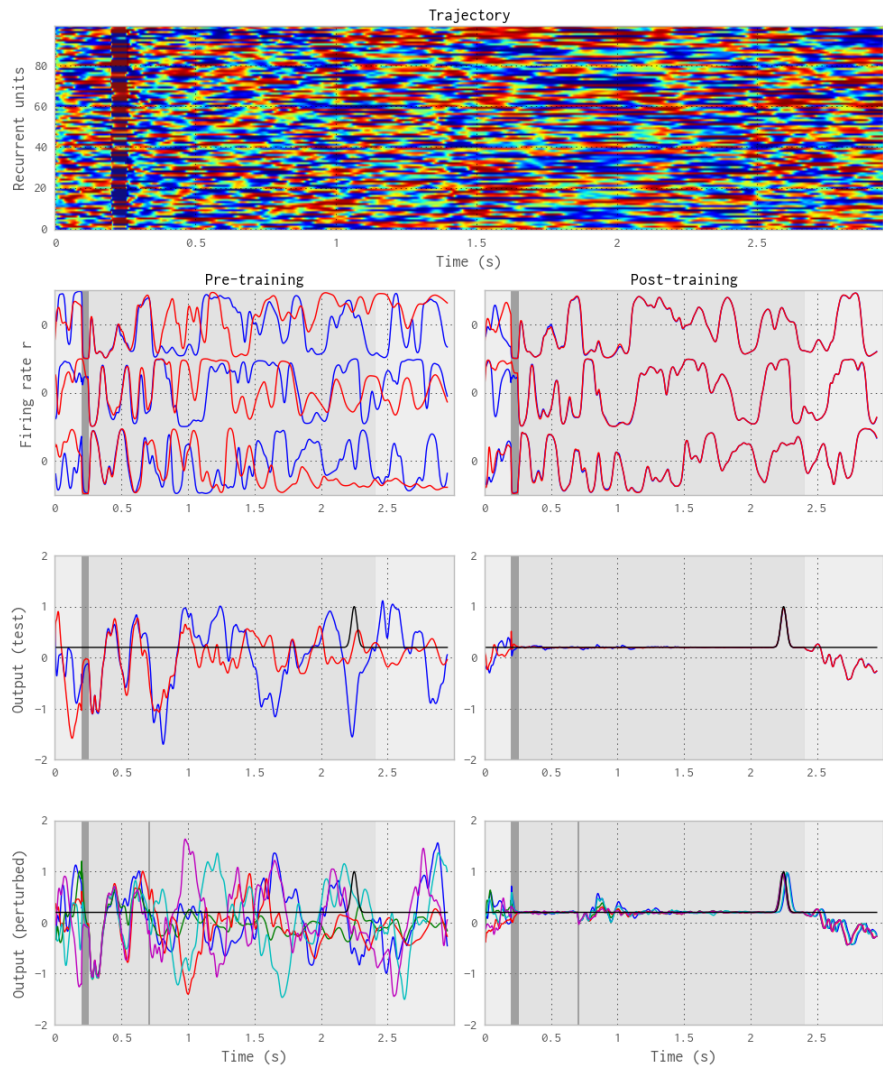 Trajectory
Recurrent units
80
60
40
20
0
0 0.5 1 1.5 2 2.5
Time (s)
Pre-training Post-training
Firing rate r
0 0
0 0
0 0
0 0.5 1 1.5 2 2.5 0 0.5 1 1.5 2 2.5
Output (test)
2 2
1 1
0 0
−1 −1
−2 −2
0 0.5 1 1.5 2 2.5 0 0.5 1 1.5 2 2.5
Output (perturbed)
2 2
1 1
0 0
−1 −1
−2 −2
0 0.5 1 1.5 2 2.5 0 0.5 1 1.5 2 2.5
Time (s) Time (s)